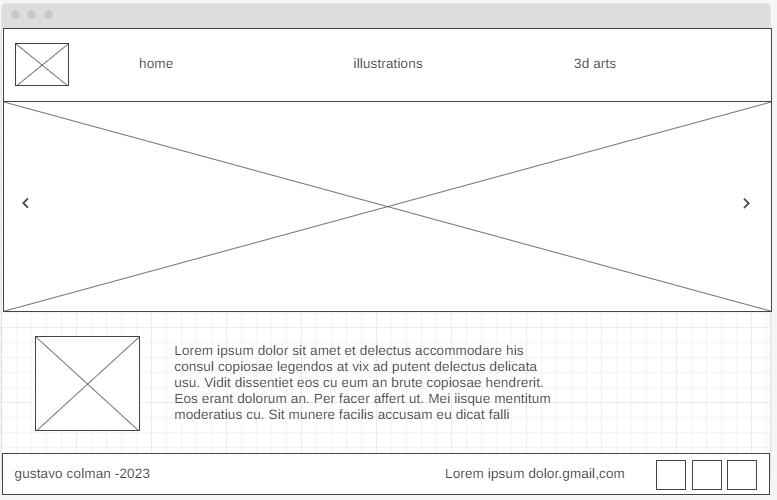 home
illustrations
3d arts
Lorem ipsum dolor sit amet et delectus accommodare his
consul copiosae legendos at vix ad putent delectus delicata
usu. Vidit dissentiet eos cu eum an brute copiosae hendrerit.
Eos erant dolorum an. Per facer affert ut. Mei iisque mentitum
moderatius cu. Sit munere facilis accusam eu dicat falli
gustavo colman -2023
Lorem ipsum dolor.gmail,com